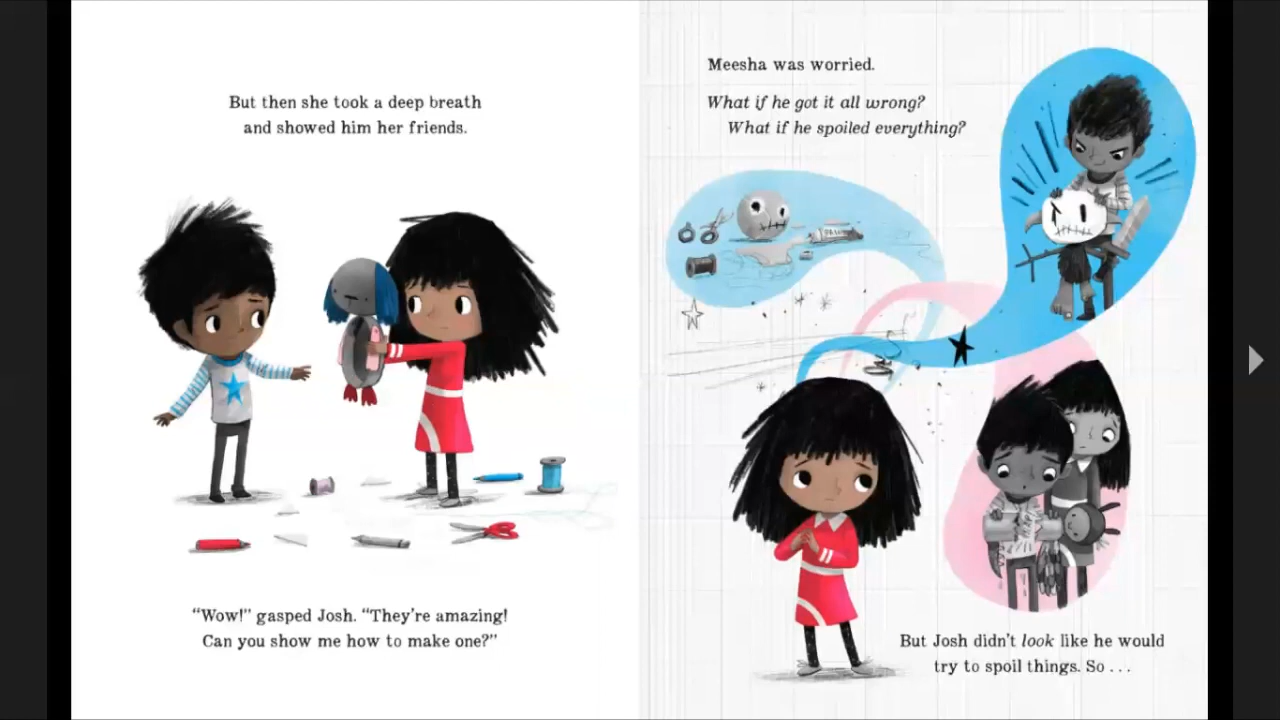 But then she took a deep breath
and showed him her friends.
“Wow!” gasped Josh. “They’re amazing!
Can you show me how to make one?”
Meesha was worried.
What if he got it all wrong?
What if he spoiled everything?
But Josh didn’t look like he would
try to spoil things. So . . .